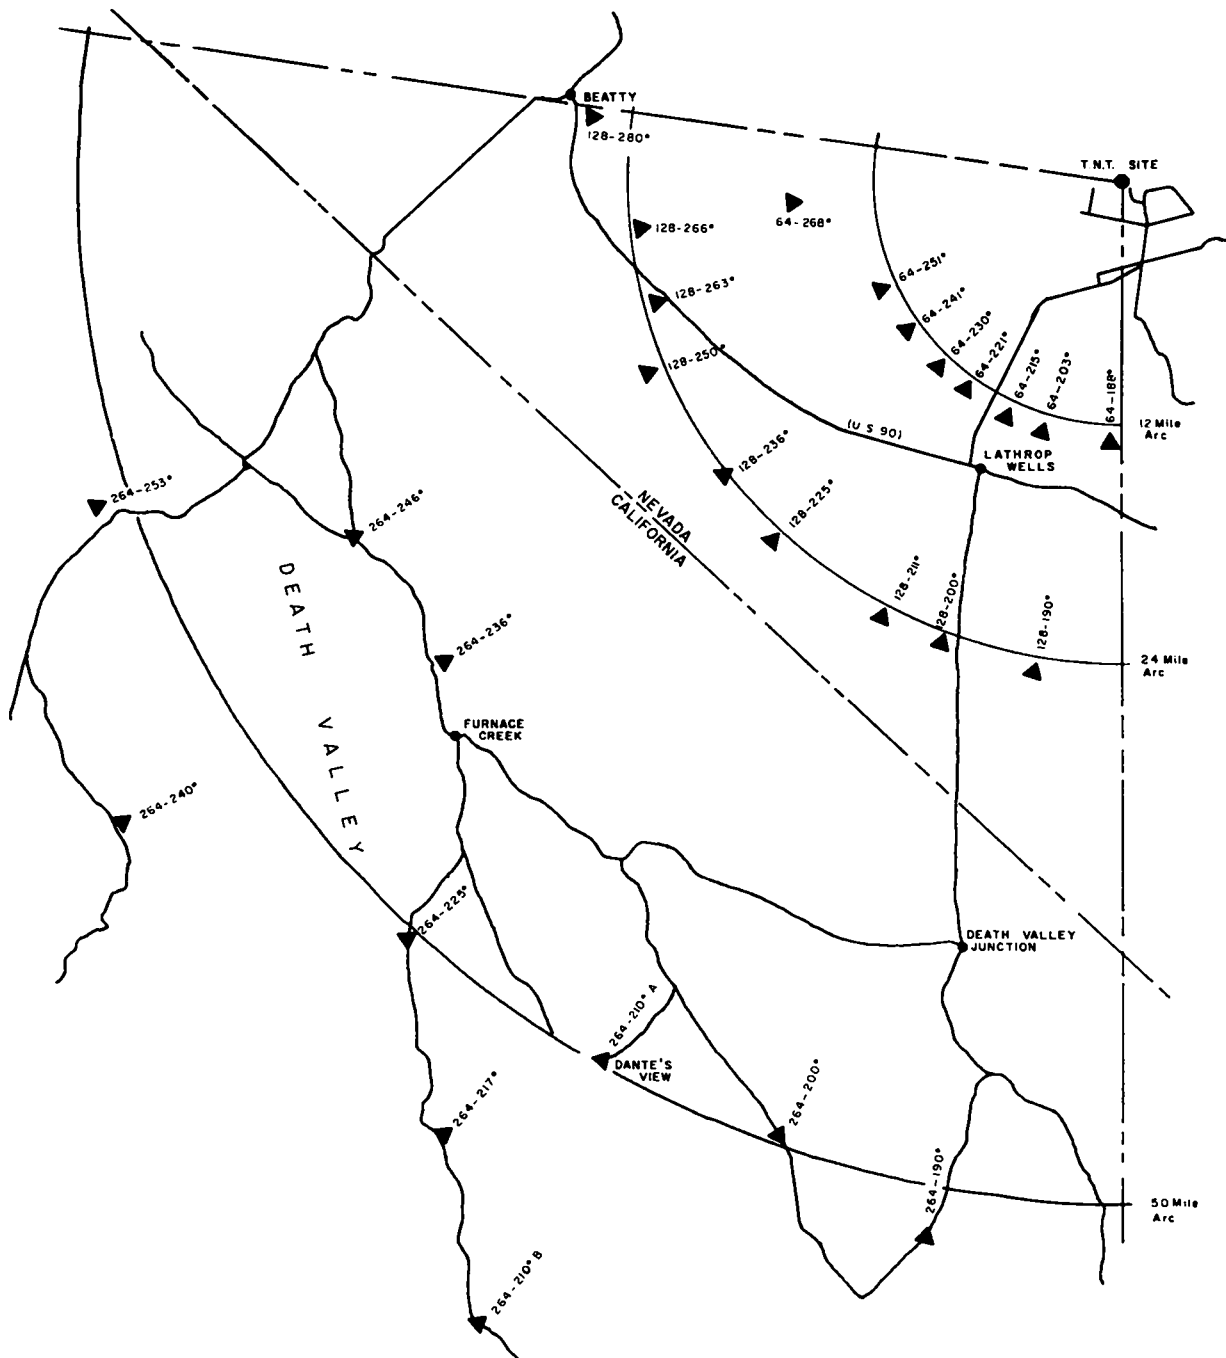 BEATTY
128-280°
T.N.T. SITE
64-268°
128-266°
64-251°
128-263°
64-241°
64-230°
64-221°
64-215°
64-203°
64-188°
128-250°
12 Mile
Arc
(U S 90)
LATHROP
WELLS
128-236°
128-225°
264-253°
264-246°
NEVADA
CALIFORNIA
128-211°
128-200°
128-190°
24 Mile
Arc
DEATH VALLEY
264-236°
FURNACE
CREEK
264-240°
264-225°
DEATH VALLEY
JUNCTION
264-210° A
DANTE'S
VIEW
264-217°
264-200°
264-190°
50 Mile
Arc
264-210° B